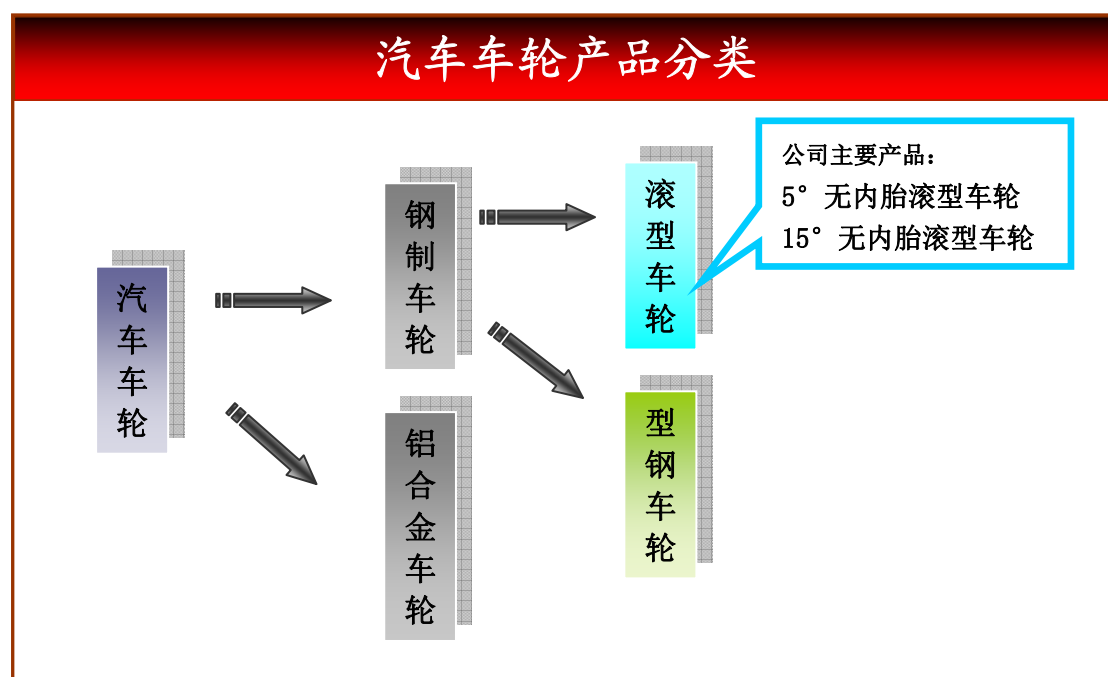 汽车车轮产品分类
公司主要产品：
5°无内胎滚型车轮
15°无内胎滚型车轮
汽车车轮
钢制车轮
铝合金车轮
滚型车轮
型钢车轮